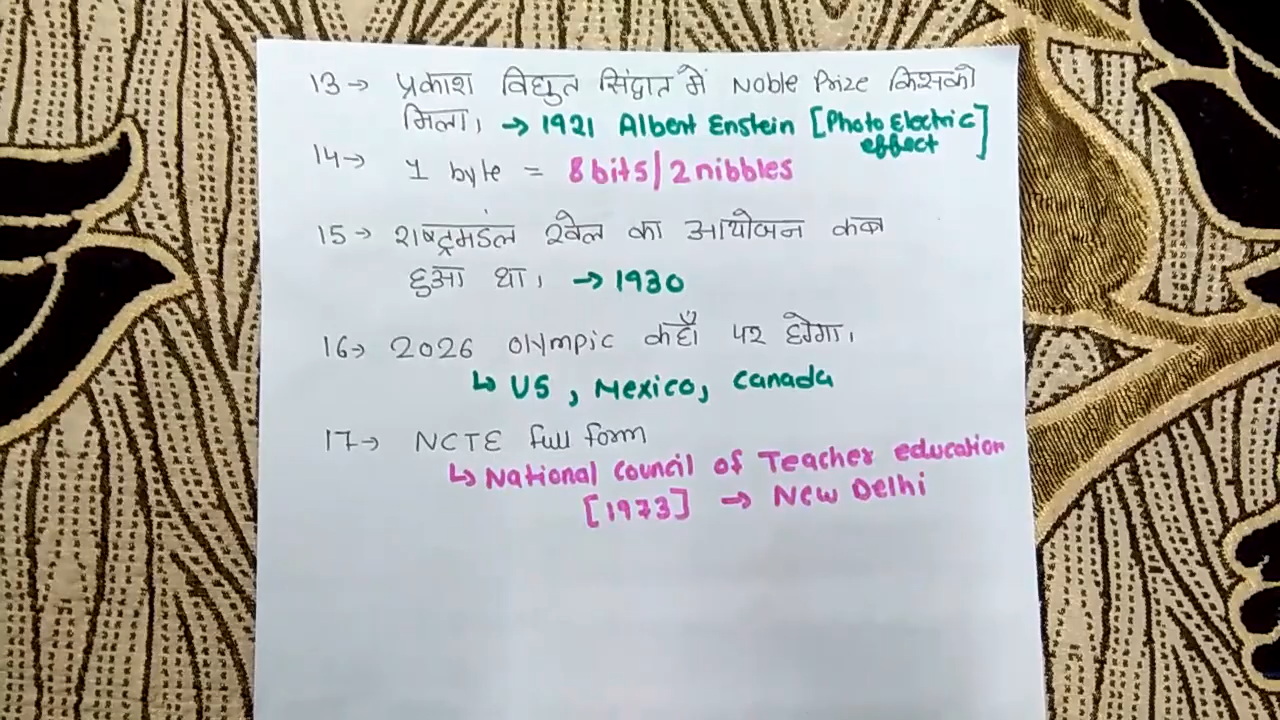 13→ प्रकाश विद्युत सिंद्वात में Noble Prize किसको
मिला। → 1921 Albert Enstein [Photo Electric effect]
14→ 1 byte = 8 bits/2 nibbles
15→ राष्ट्रमंडल खेल का आयोजन कब
हुआ था। → 1930
16→ 2026 Olympic कहाँ पर होगा।
↳ US, Mexico, Canada
17→ NCTE full form
↳ National Council of Teacher education
[1973] → New Delhi